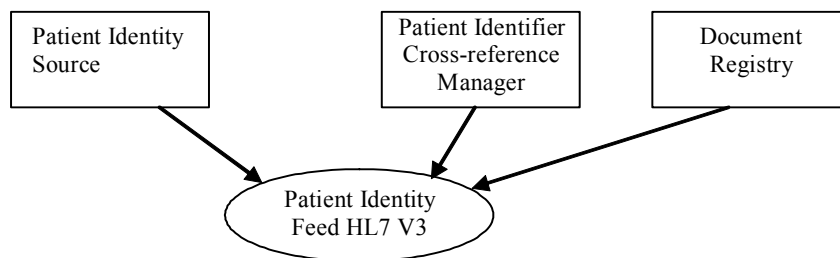 Patient Identity
Source
Patient Identifier
Cross-reference
Manager
Document
Registry
Patient Identity
Feed HL7 V3